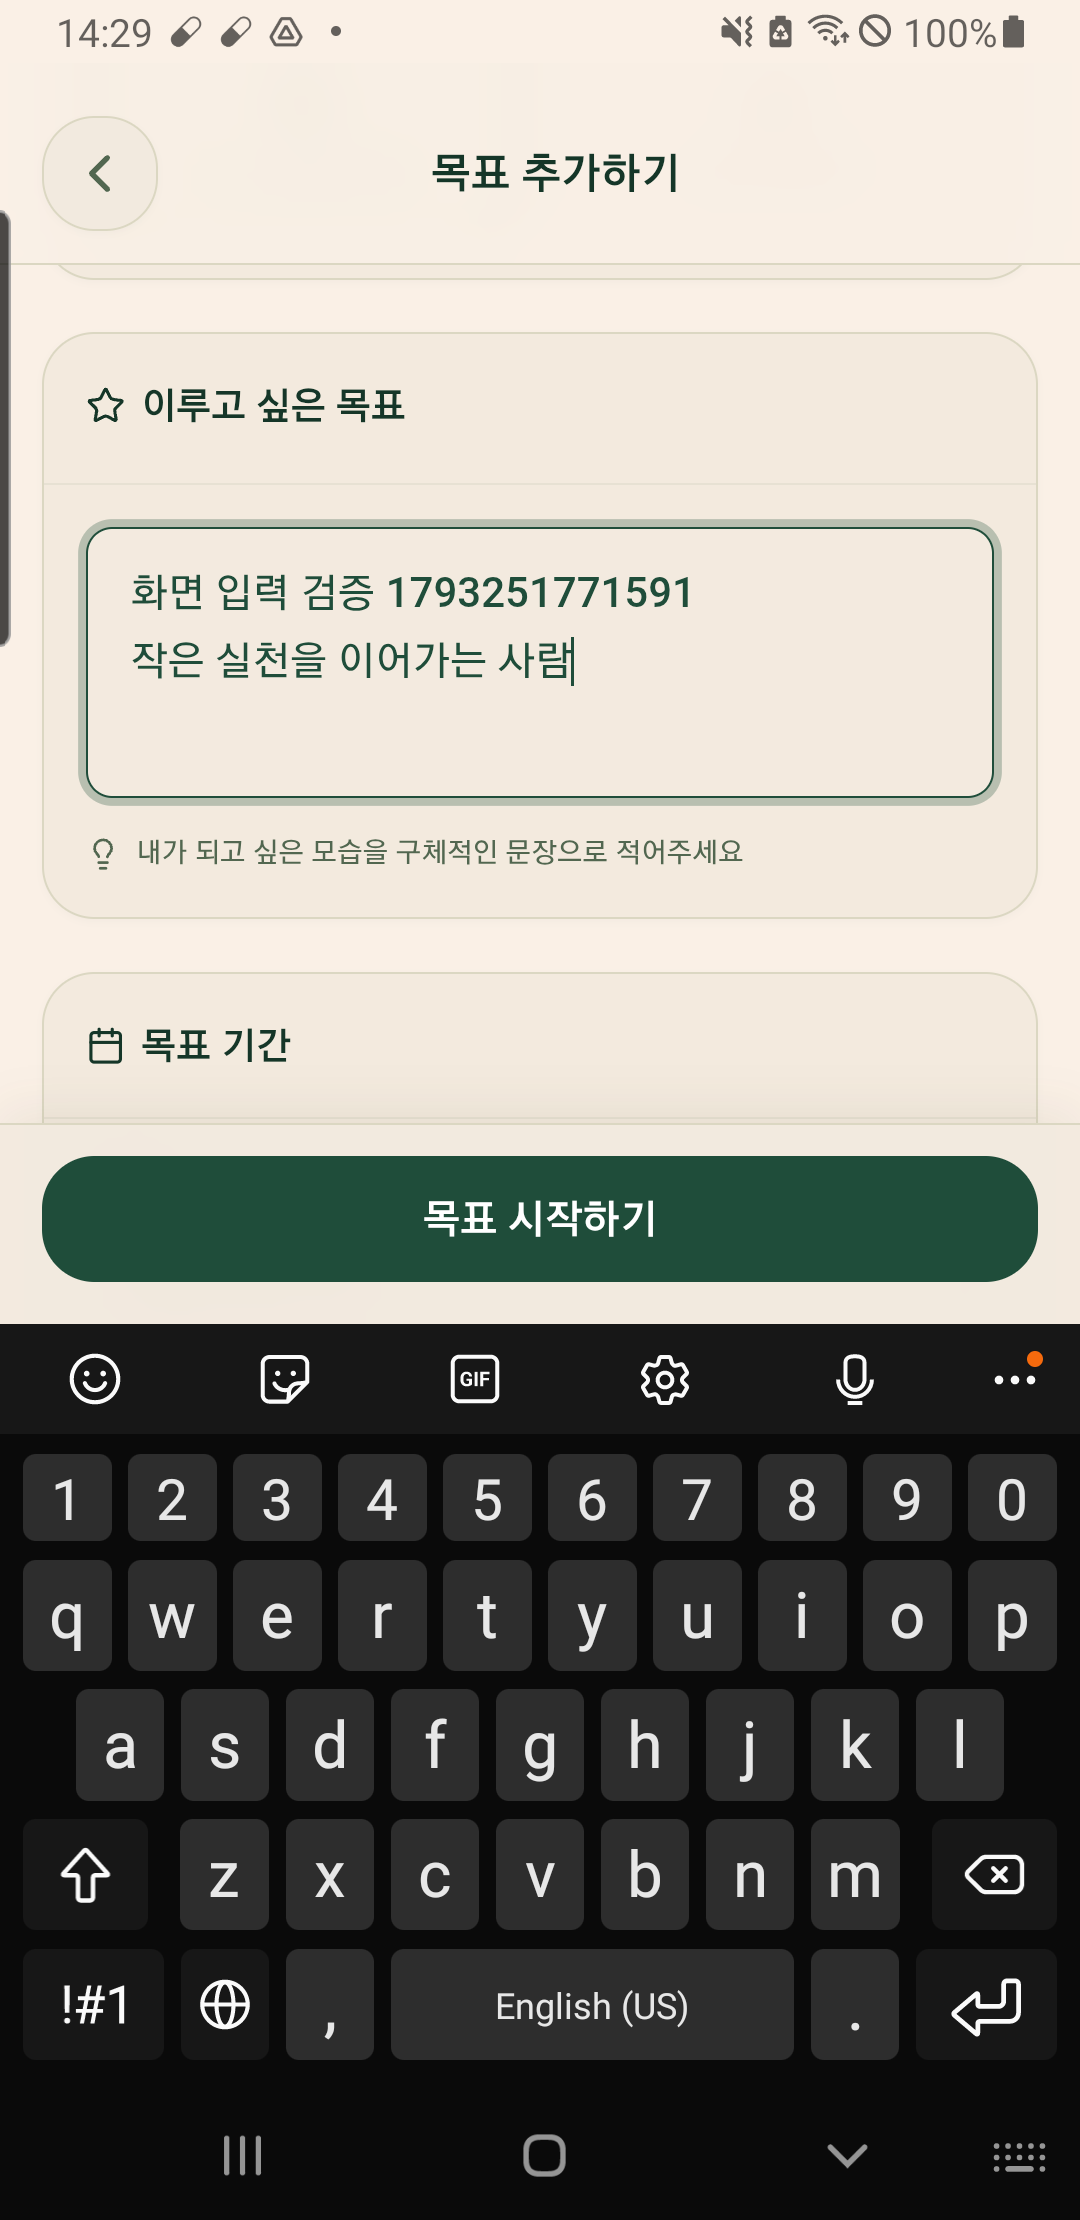 14:29
100%
목표 추가하기
이루고 싶은 목표
화면 입력 검증 1793251771591
작은 실천을 이어가는 사람
내가 되고 싶은 모습을 구체적인 문장으로 적어주세요
목표 기간
목표 시작하기
GIF
1 2 3 4 5 6 7 8 9 0
q w e r t y u i o p
a s d f g h j k l
z x c v b n m
!#1 , English (US) .